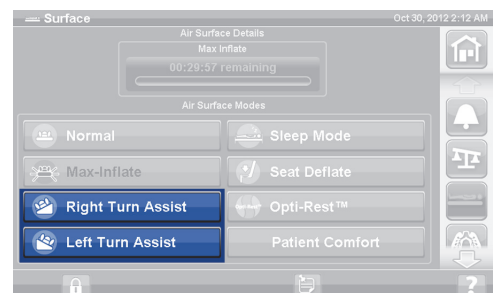 Surface
Oct 30, 2012 2:12 AM
Air Surface Details
Max Inflate
00:29:57 remaining
Air Surface Modes
Normal
Sleep Mode
Max-Inflate
Seat Deflate
Right Turn Assist
Opti-Rest™
Left Turn Assist
Patient Comfort
?